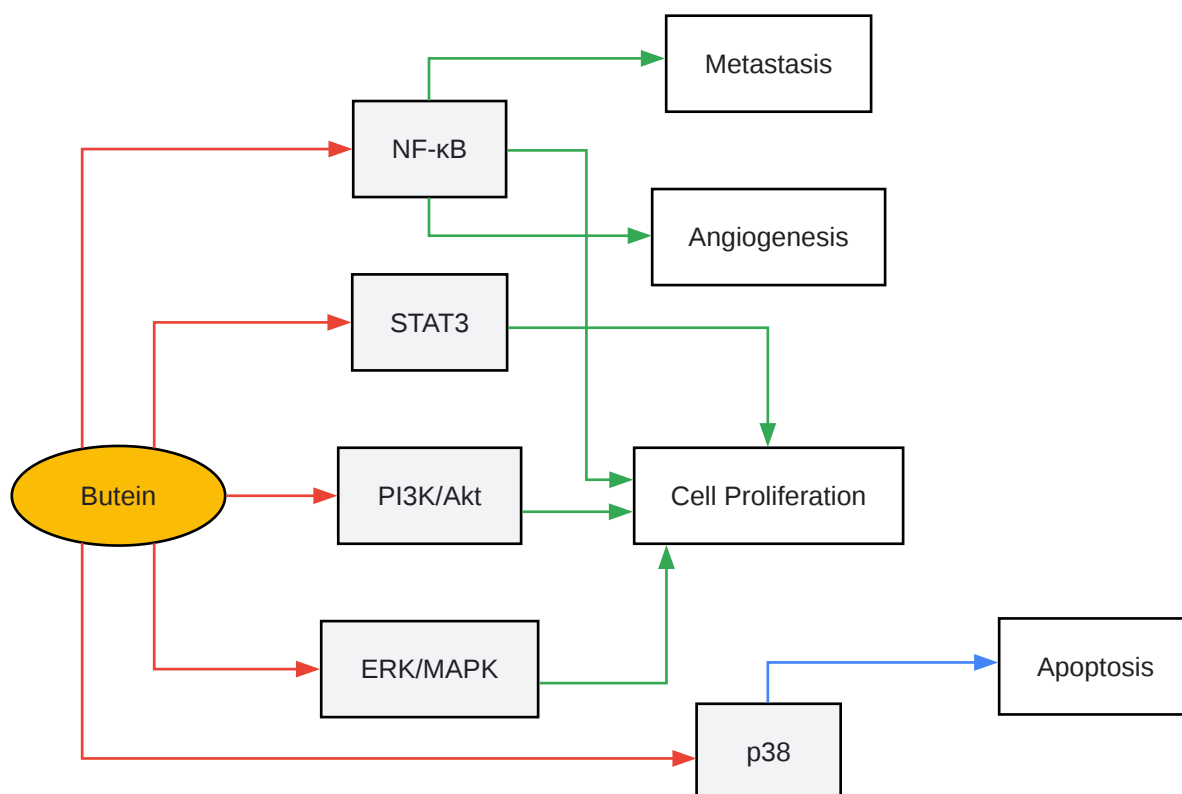 Metastasis
NF-κB
Angiogenesis
STAT3
Butein
PI3K/Akt
Cell Proliferation
ERK/MAPK
Apoptosis
p38